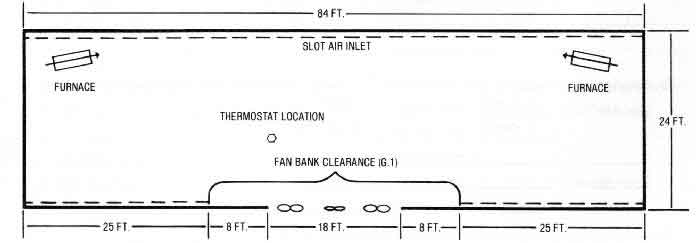 84 FT.
SLOT AIR INLET
FURNACE
FURNACE
THERMOSTAT LOCATION
24 FT.
FAN BANK CLEARANCE (G.1)
25 FT.
8 FT.
18 FT.
8 FT.
25 FT.